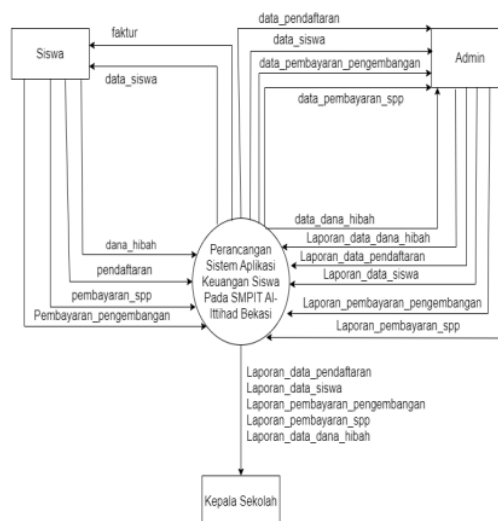 data_pendaftaran
faktur
data_siswa
Siswa
Admin
data_pembayaran_pengembangan
data_siswa
data_pembayaran_spp
data_dana_hibah
Laporan_data_dana_hibah
dana_hibah
Laporan_data_pendaftaran
pendaftaran
Laporan_data_siswa
pembayaran_spp
Laporan_pembayaran_pengembangan
Pembayaran_pengembangan
Laporan_pembayaran_spp
Perancangan
Sistem Aplikasi
Keuangan Siswa
Pada SMPIT Al-
Ittihad Bekasi
Laporan_data_pendaftaran
Laporan_data_siswa
Laporan_pembayaran_pengembangan
Laporan_pembayaran_spp
Laporan_data_dana_hibah
Kepala Sekolah